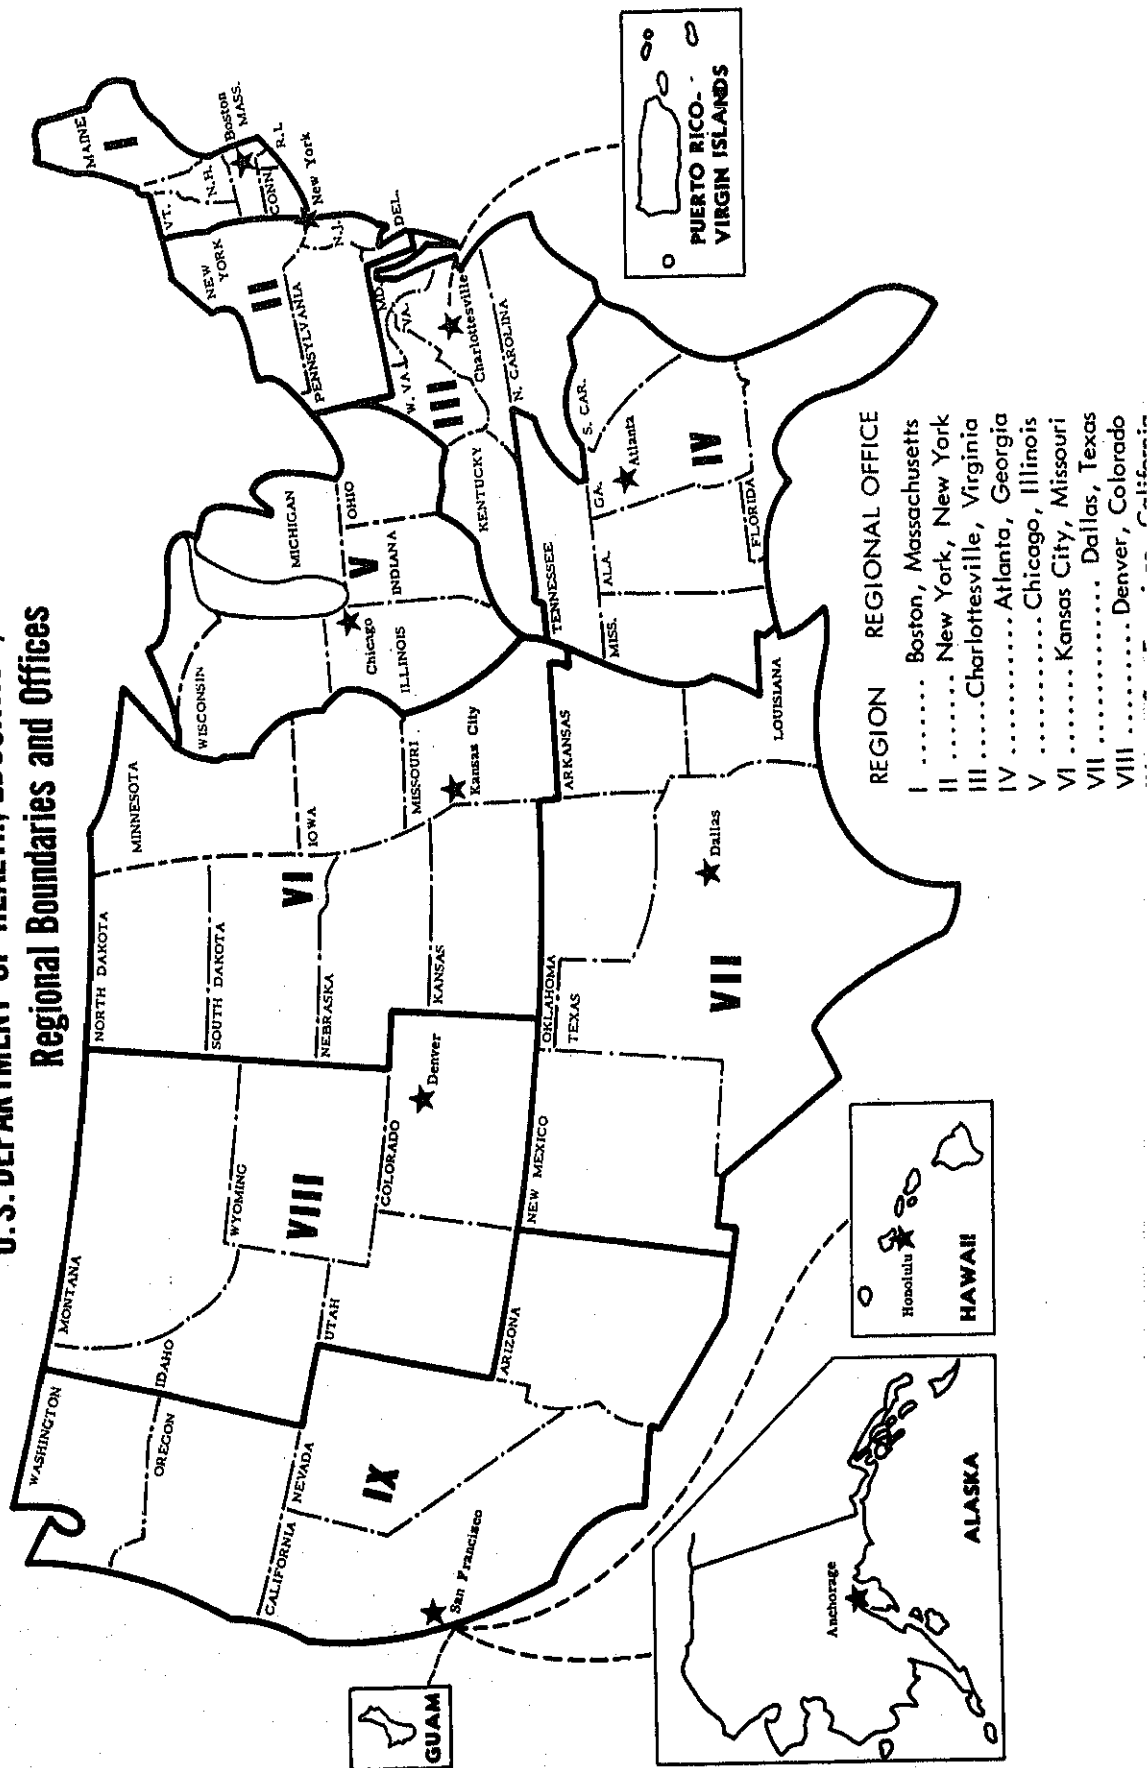 U.S. DEPARTMENT OF HEALTH,
Regional Boundaries and Offices
WASHINGTON
MONTANA
NORTH DAKOTA
MINNESOTA
OREGON
IDAHO
WYOMING
SOUTH DAKOTA
WISCONSIN
MICHIGAN
MAINE
I
VT.
N.H.
Boston
MASS.
CONN.
R.I.
NEW
YORK
New York
II
PENNSYLVANIA
N.J.
DEL.
MD.
CALIFORNIA
NEVADA
UTAH
VIII
NEBRASKA
VI
IOWA
Chicago
V
ILLINOIS
INDIANA
OHIO
W. VA.
VA.
III
Charlottesville
IX
COLORADO
Denver
KANSAS
MISSOURI
Kansas City
KENTUCKY
San Francisco
ARIZONA
NEW MEXICO
OKLAHOMA
TEXAS
ARKANSAS
TENNESSEE
N. CAROLINA
S. CAR.
MISS.
ALA.
GA.
Atlanta
IV
VII
Dallas
LOUISIANA
FLORIDA
GUAM
PUERTO RICO-
VIRGIN ISLANDS
Anchorage
ALASKA
Honolulu
HAWAII
REGION REGIONAL OFFICE
I ....... Boston, Massachusetts
II ....... New York, New York
III .....Charlottesville, Virginia
IV ..........Atlanta, Georgia
V ............Chicago, Illinois
VI .......Kansas City, Missouri
VII .............. Dallas, Texas
VIII .........Denver, Colorado
California